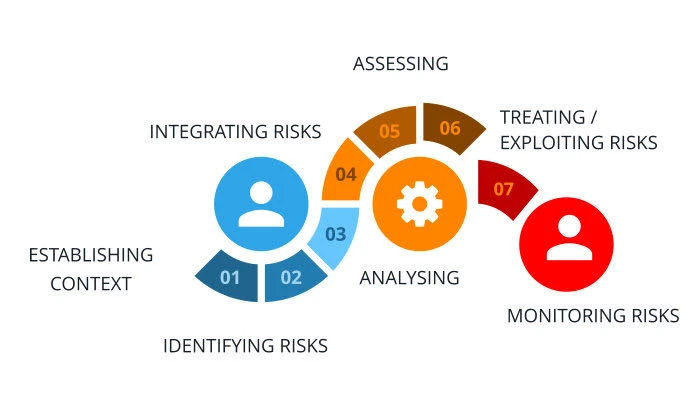 ASSESSING
INTEGRATING RISKS
TREATING /
EXPLOITING RISKS
05
06
04
07
03
01
02
ESTABLISHING
CONTEXT
ANALYSING
MONITORING RISKS
IDENTIFYING RISKS